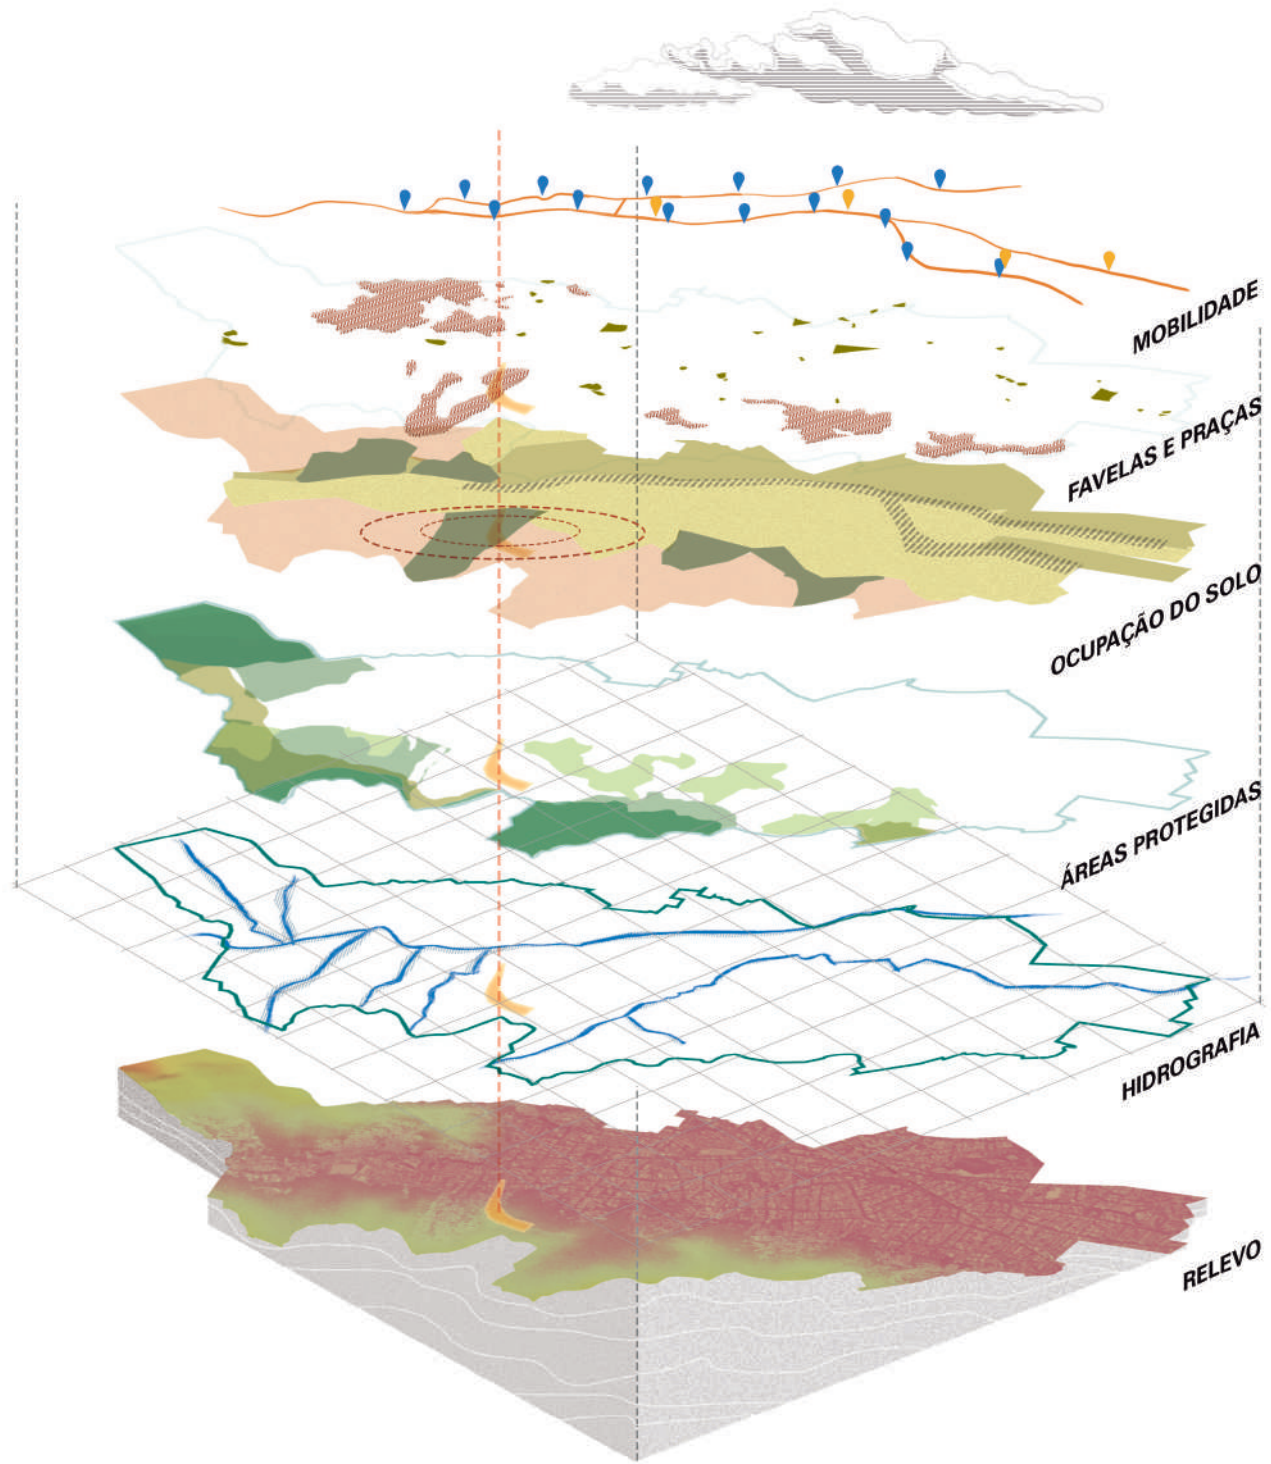 MOBILIDADE
FAVELAS E PRAÇAS
OCUPAÇÃO DO SOLO
ÁREAS PROTEGIDAS
HIDROGRAFIA
RELEVO